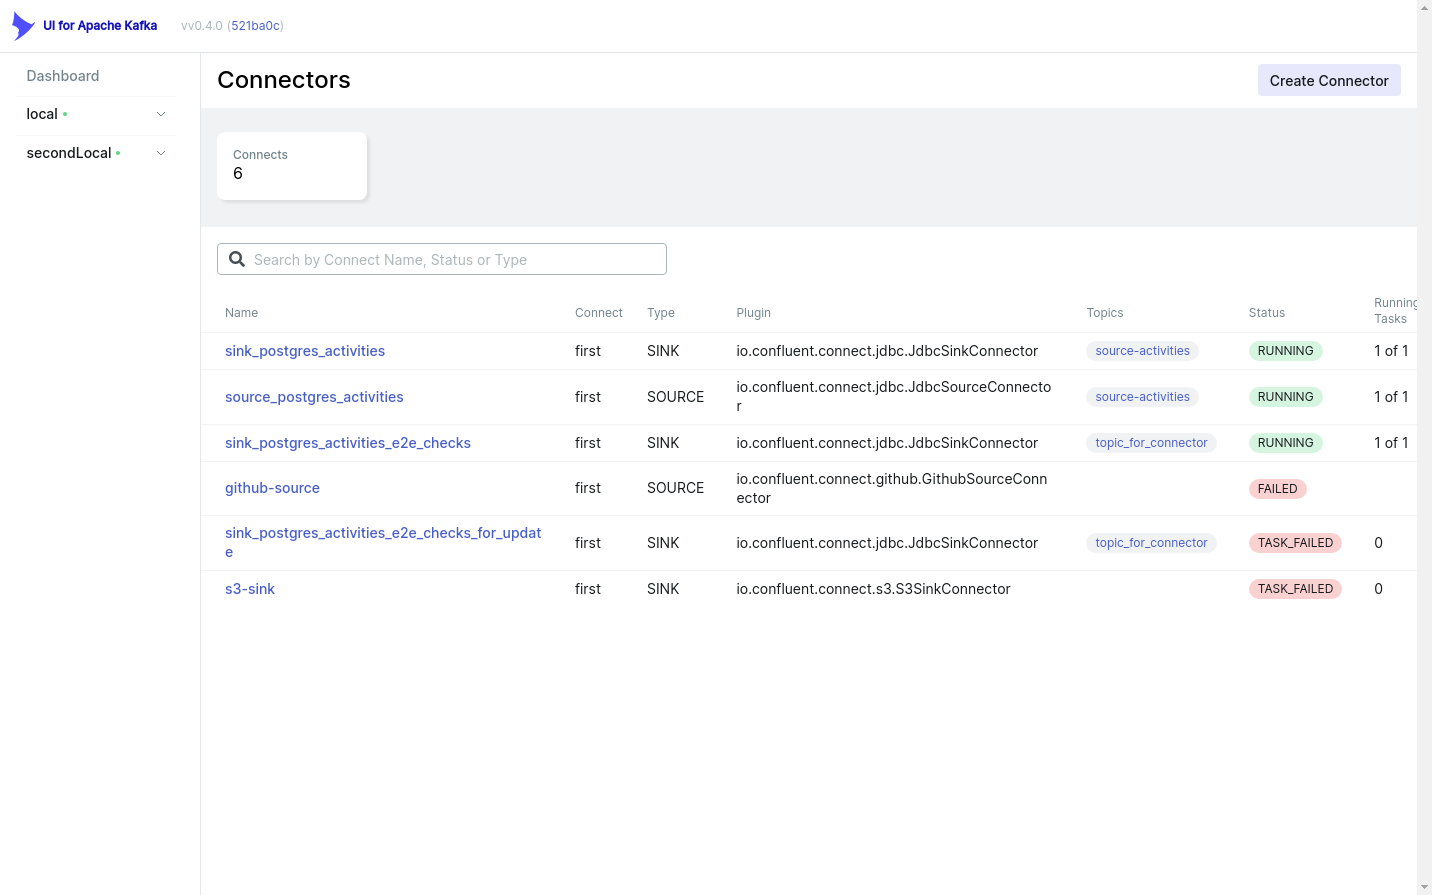 UI for Apache Kafka vv0.4.0 (521ba0c)
Dashboard
local
secondLocal
Connectors
Create Connector
Connects
6
Search by Connect Name, Status or Type
Name Connect Type Plugin Topics Status Running
Tasks
sink_postgres_activities first SINK io.confluent.connect.jdbc.JdbcSinkConnector source-activities RUNNING 1 of 1
source_postgres_activities first SOURCE io.confluent.connect.jdbc.JdbcSourceConnecto
r source-activities RUNNING 1 of 1
sink_postgres_activities_e2e_checks first SINK io.confluent.connect.jdbc.JdbcSinkConnector topic_for_connector RUNNING 1 of 1
github-source first SOURCE io.confluent.connect.github.GithubSourceConn
ector FAILED
sink_postgres_activities_e2e_checks_for_updat
e first SINK io.confluent.connect.jdbc.JdbcSinkConnector topic_for_connector TASK_FAILED 0
s3-sink first SINK io.confluent.connect.s3.S3SinkConnector TASK_FAILED 0